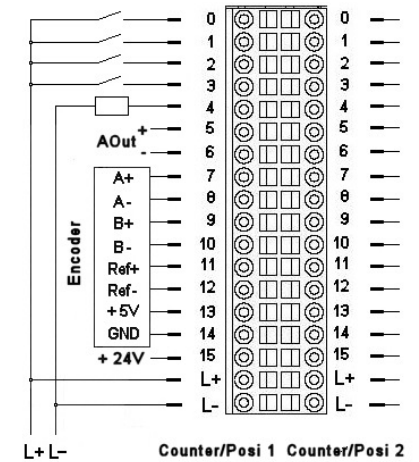 0 0
1 1
2 2
3 3
4 4
AOut + 5 5
- 6 6
Encoder
A+ 7 7
A- 8 8
B+ 9 9
B- 10 10
Ref+ 11 11
Ref- 12 12
+5V 13 13
GND 14 14
+ 24V 15 15
L+ L+
L- L-
L+ L- Counter/Posi 1 Counter/Posi 2